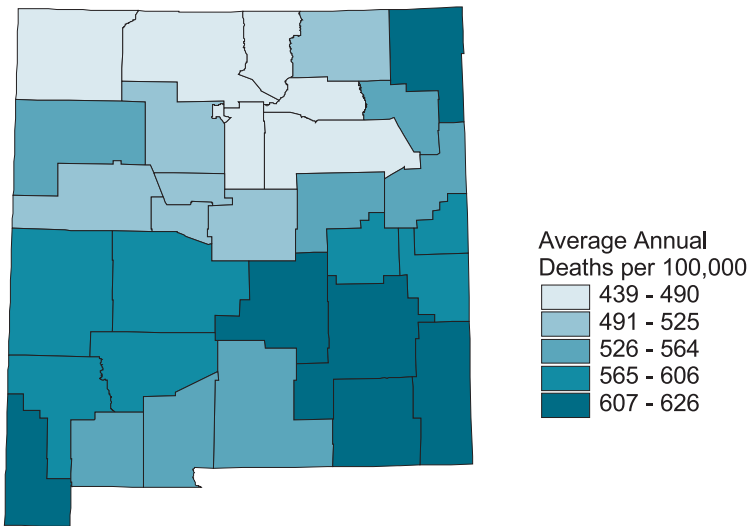 Average Annual
Deaths per 100,000
439 - 490
491 - 525
526 - 564
565 - 606
607 - 626